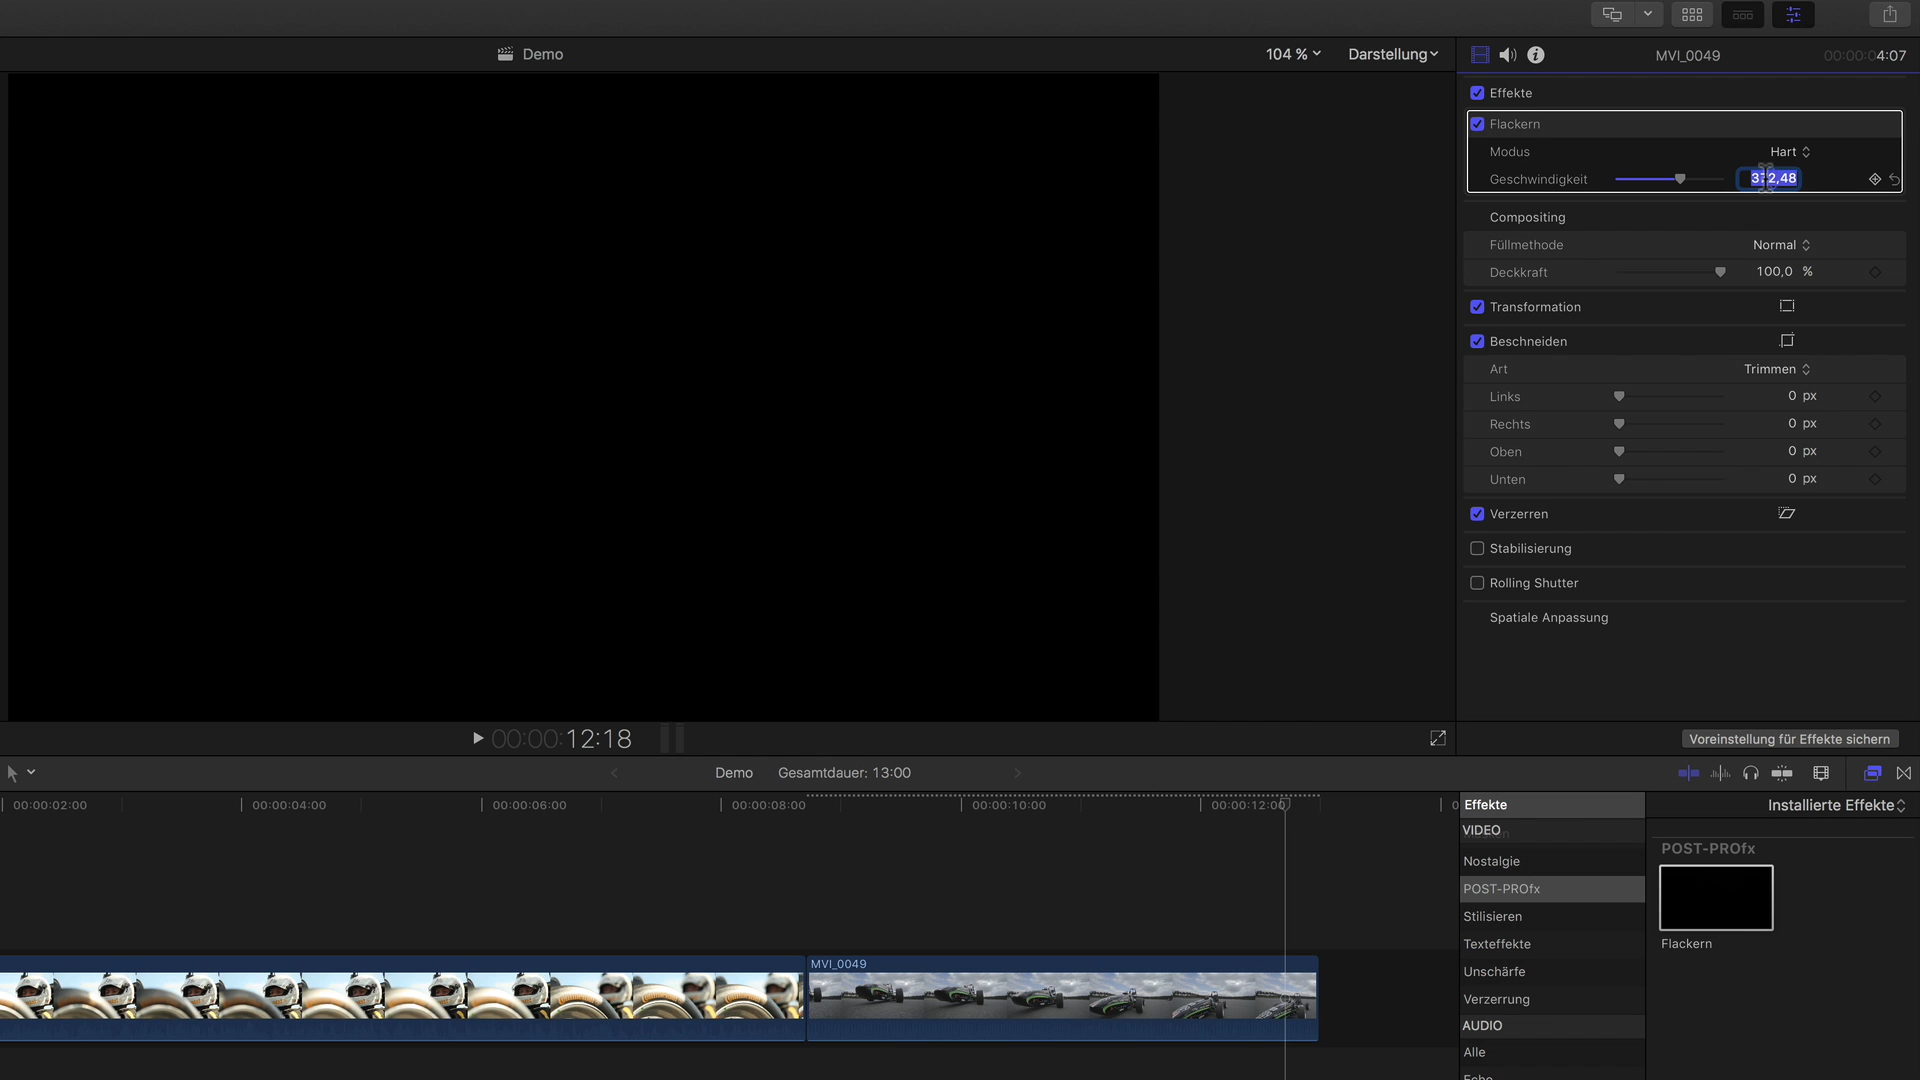 Demo
104 %
Darstellung
MVI_0049
00:00:04:07
Effekte
Flackern
Modus
Hart
Geschwindigkeit
372,48
Compositing
Füllmethode
Normal
Deckkraft
100,0 %
Transformation
Beschneiden
Art
Trimmen
Links
0 px
Rechts
0 px
Oben
0 px
Unten
0 px
Verzerren
Stabilisierung
Rolling Shutter
Spatiale Anpassung
00:00:12:18
Voreinstellung für Effekte sichern
Demo
Gesamtdauer: 13:00
00:00:02:00
00:00:04:00
00:00:06:00
00:00:08:00
00:00:10:00
00:00:12:00
Effekte
Installierte Effekte
VIDEO
Nostalgie
POST-PROfx
Stilisieren
Texteffekte
Unschärfe
Verzerrung
AUDIO
Alle
Echo
POST-PROfx
Flackern
MVI_0049